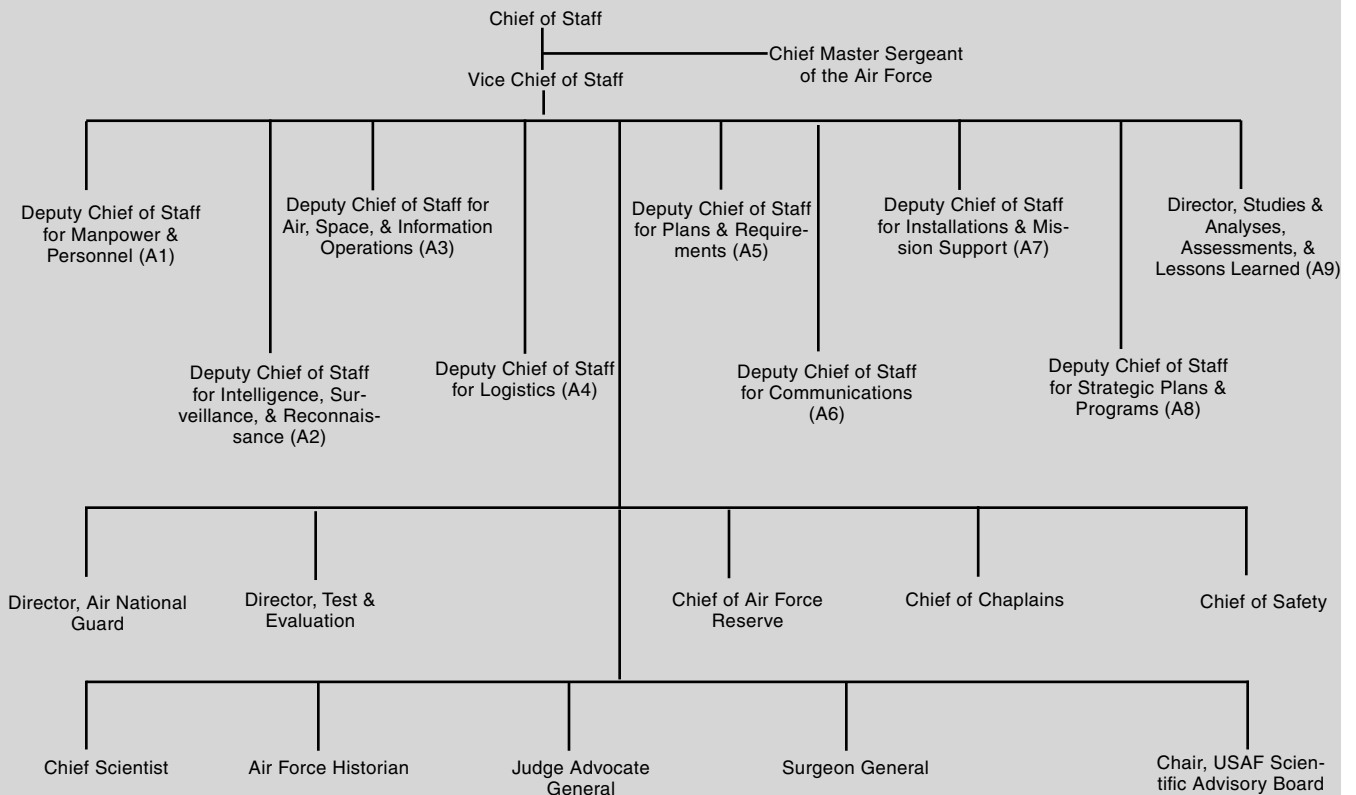 Chief of Staff
Chief Master Sergeant
of the Air Force
Vice Chief of Staff
Deputy Chief of Staff
for Manpower &
Personnel (A1)
Deputy Chief of Staff for
Air, Space, & Information
Operations (A3)
Deputy Chief of Staff
for Plans & Require-
ments (A5)
Deputy Chief of Staff
for Installations & Mis-
sion Support (A7)
Director, Studies &
Analyses,
Assessments, &
Lessons Learned (A9)
Deputy Chief of Staff
for Intelligence, Sur-
veillance, & Reconnais-
sance (A2)
Deputy Chief of Staff
for Logistics (A4)
Deputy Chief of Staff
for Communications
(A6)
Deputy Chief of Staff
for Strategic Plans &
Programs (A8)
Director, Air National
Guard
Director, Test &
Evaluation
Chief of Air Force
Reserve
Chief of Chaplains
Chief of Safety
Chief Scientist
Air Force Historian
Judge Advocate
General
Surgeon General
Chair, USAF Scien-
tific Advisory Board